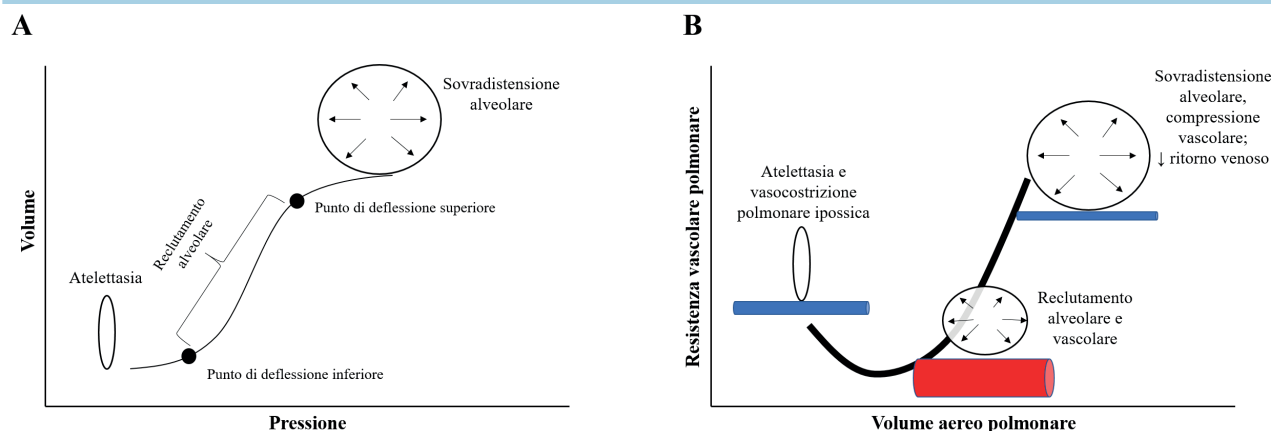 A
Sovradistensione
alveolare
Punto di deflessione superiore
Reclutamento
alveolare
Atelettasia
Punto di deflessione inferiore
Volume
Pressione
B
Sovradistensione
alveolare,
compressione
vascolare;
↓ ritorno venoso
Atelettasia e
vasocostrizione
polmonare ipossica
Reclutamento
alveolare e
vascolare
Resistenza vascolare polmonare
Volume aereo polmonare